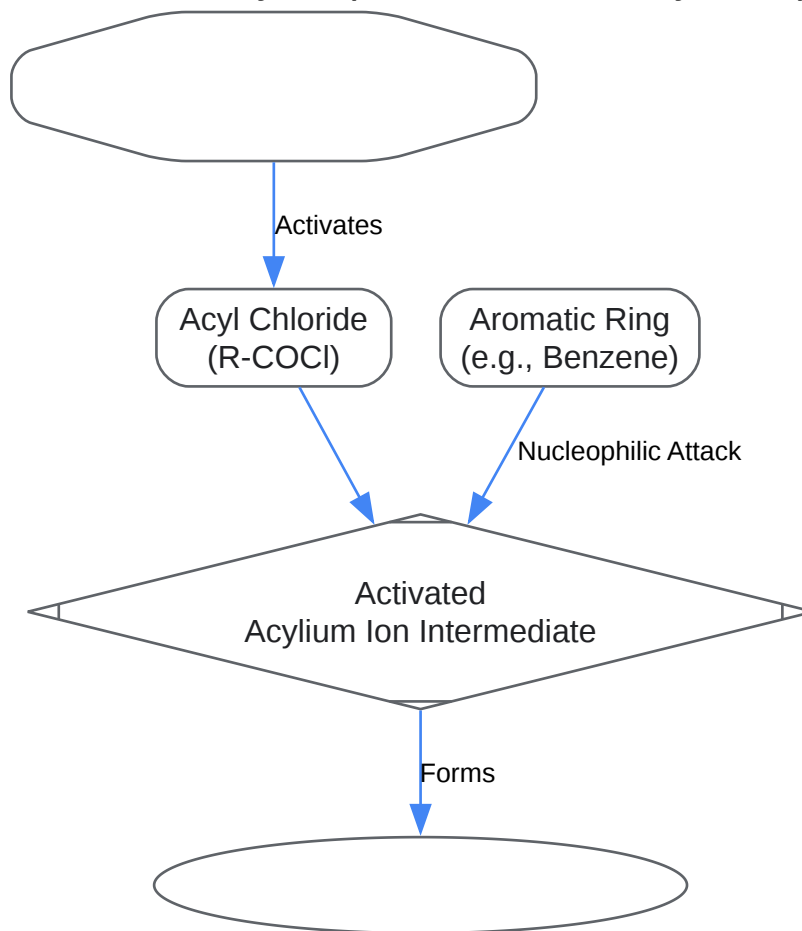 Activates
Acyl Chloride
(R-COCl)
Aromatic Ring
(e.g., Benzene)
Nucleophilic Attack
Activated
Acylium Ion Intermediate
Forms